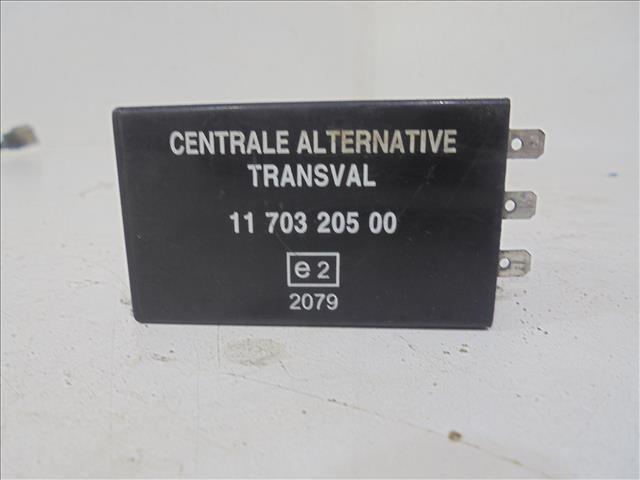 CENTRALE ALTERNATIVE
TRANSVAL
11 703 205 00
e 2
2079